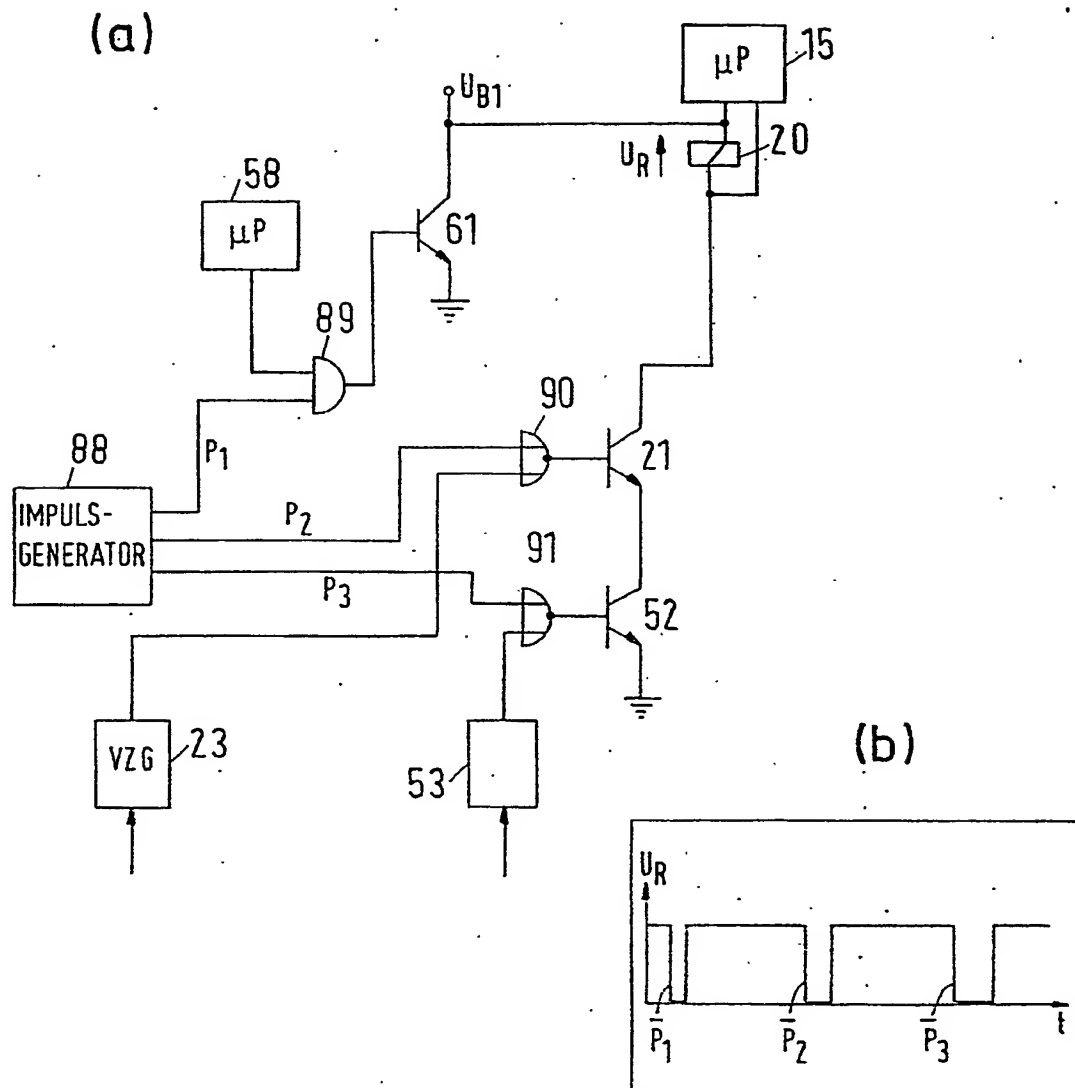 (a)
15
µP
U_B1
20
U_R
58
µP
61
89
90
P1
21
88
IMPULS-
GENERATOR
P2
91
P3
52
VZG
23
53
(b)
U_R
P̄1
P̄2
P̄3
t